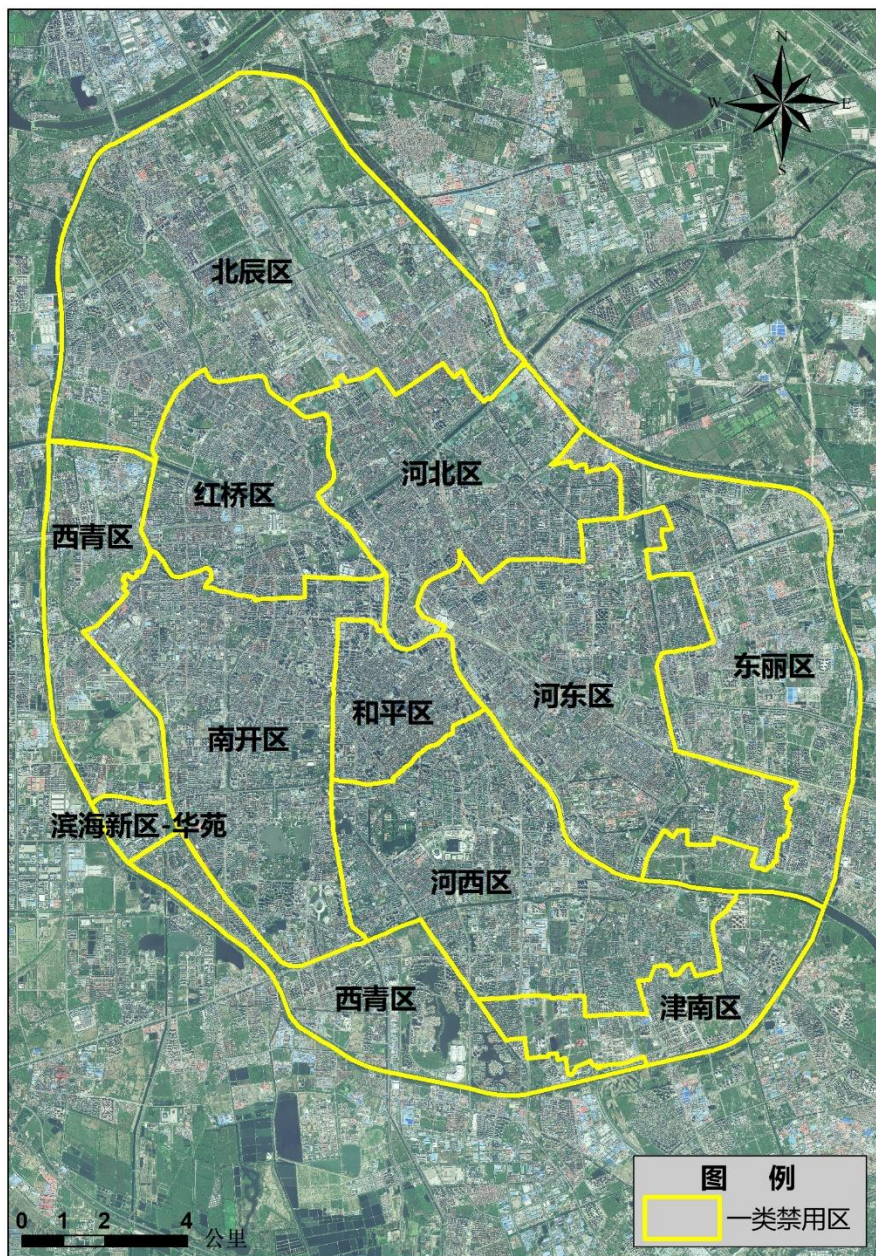 N
W E
S
北辰区
河北区
红桥区
西青区
东丽区
河东区
和平区
南开区
滨海新区-华苑
河西区
西青区
津南区
图 例
一类禁用区
0 1 2 4
公里